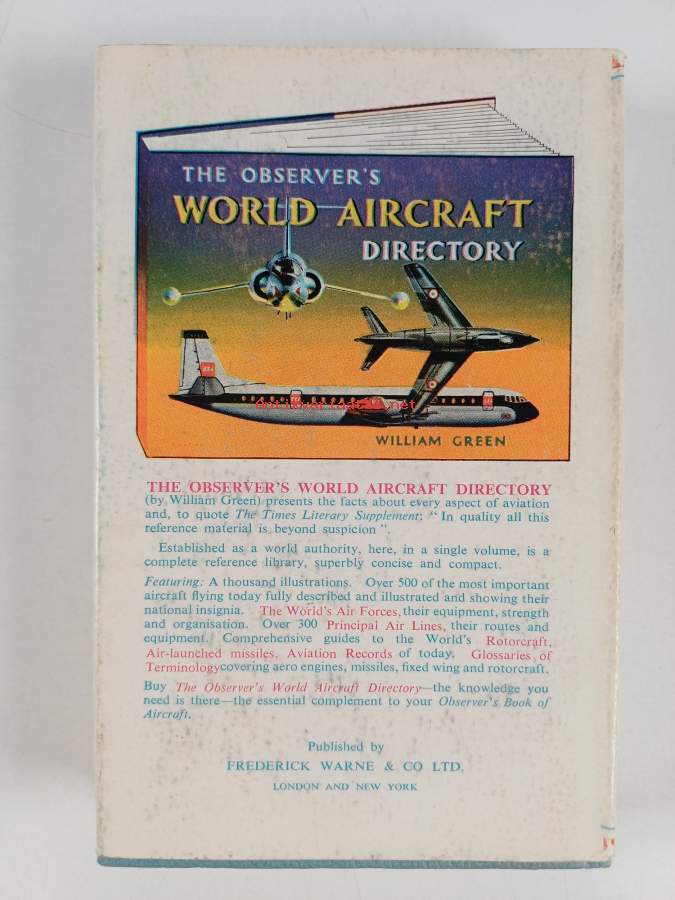 THE OBSERVER'S
WORLD AIRCRAFT
DIRECTORY
BEA
Antikvariaatti.net
WILLIAM GREEN
THE OBSERVER'S WORLD AIRCRAFT DIRECTORY
(by William Green) presents the facts about every aspect of aviation
and, to quote The Times Literary Supplement: "In quality all this
reference material is beyond suspicion".
Established as a world authority, here, in a single volume, is a
complete reference library, superbly concise and compact.
Featuring: A thousand illustrations. Over 500 of the most important
aircraft flying today fully described and illustrated and showing their
national insignia. The World's Air Forces, their equipment, strength
and organisation. Over 300 Principal Air Lines, their routes and
equipment. Comprehensive guides to the World's Rotorcraft,
Air-launched missiles, Aviation Records of today. Glossaries of
Terminology covering aero engines, missiles, fixed wing and rotorcraft.
Buy The Observer's World Aircraft Directory—the knowledge you
need is there—the essential complement to your Observer's Book of
Aircraft.
Published by
FREDERICK WARNE & CO LTD.
LONDON AND NEW YORK